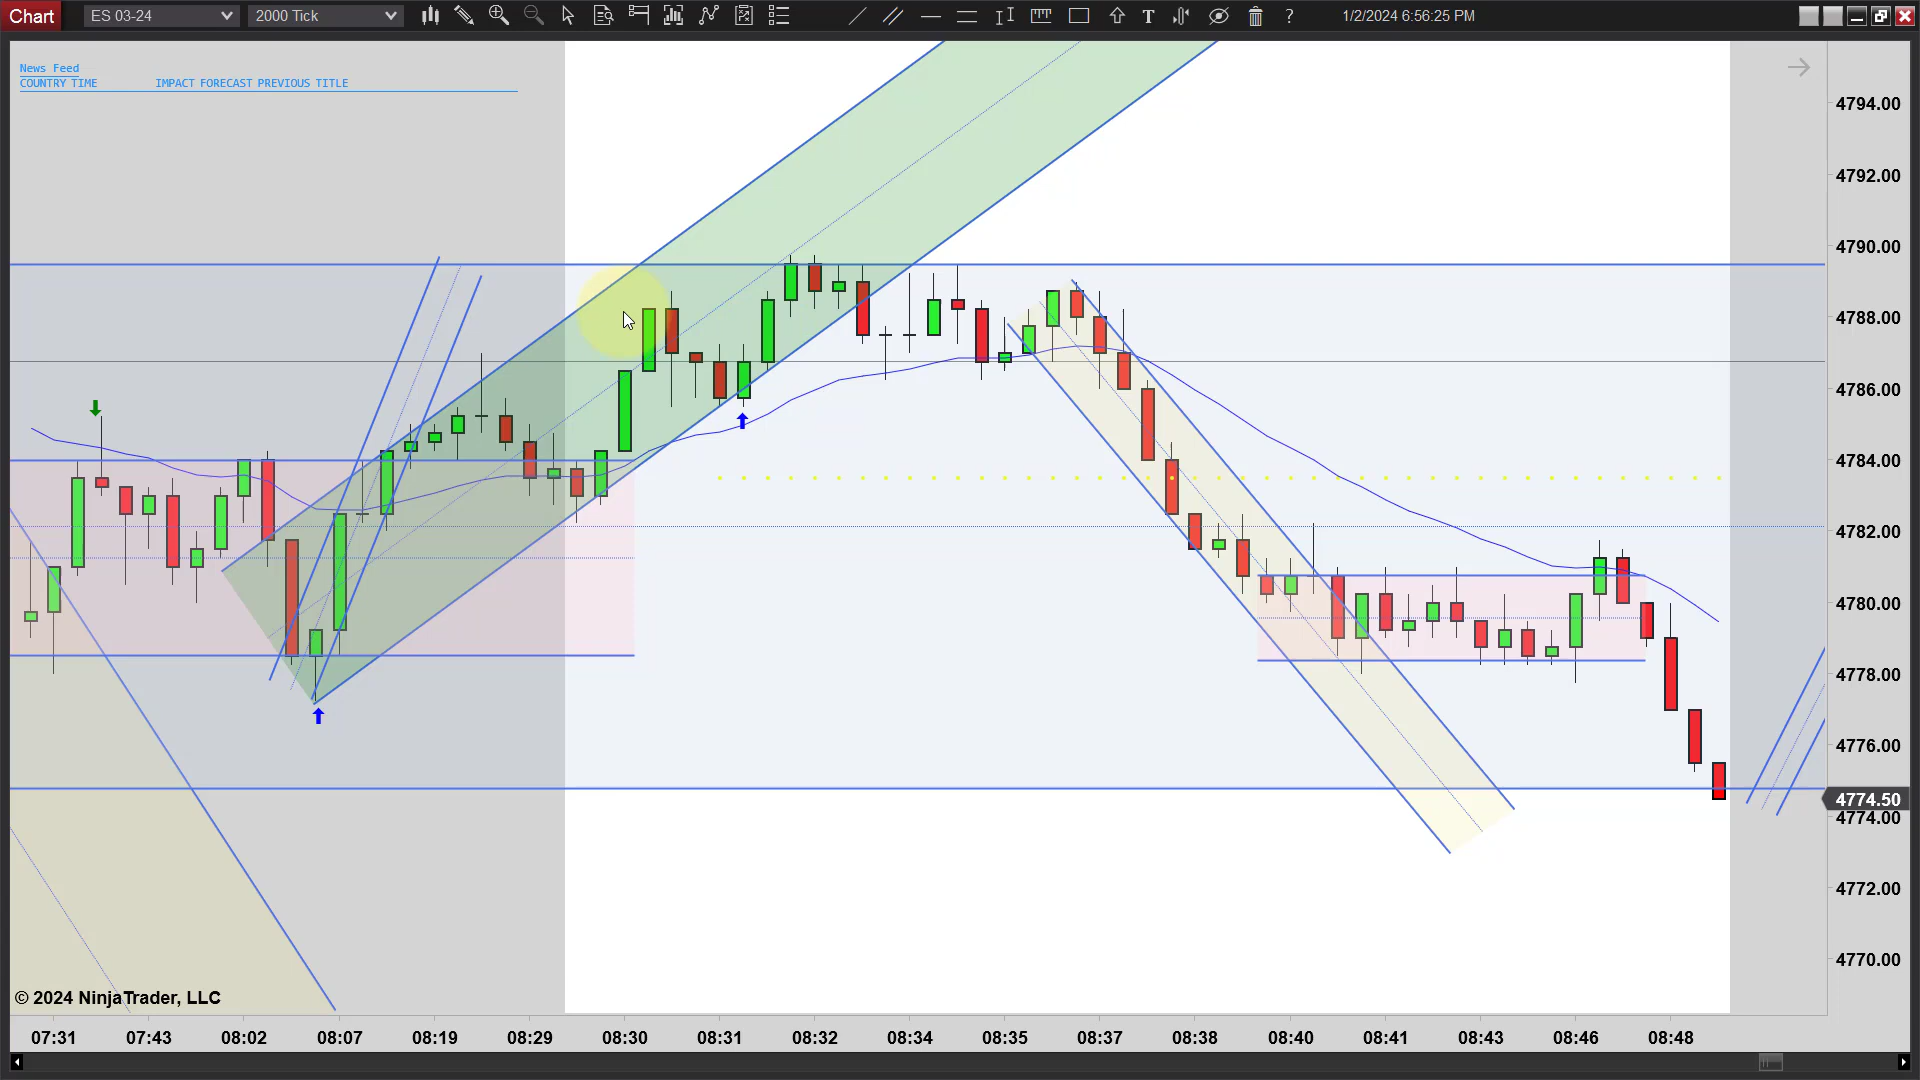 Chart ES 03-24 2000 Tick T ? 1/2/2024 6:56:25 PM
News Feed
COUNTRY TIME IMPACT FORECAST PREVIOUS TITLE
4794.00
4792.00
4790.00
4788.00
4786.00
4784.00
4782.00
4780.00
4778.00
4776.00
4774.50
4774.00
4772.00
4770.00
© 2024 NinjaTrader, LLC
07:31 07:43 08:02 08:07 08:19 08:29 08:30 08:31 08:32 08:34 08:35 08:37 08:38 08:40 08:41 08:43 08:46 08:48